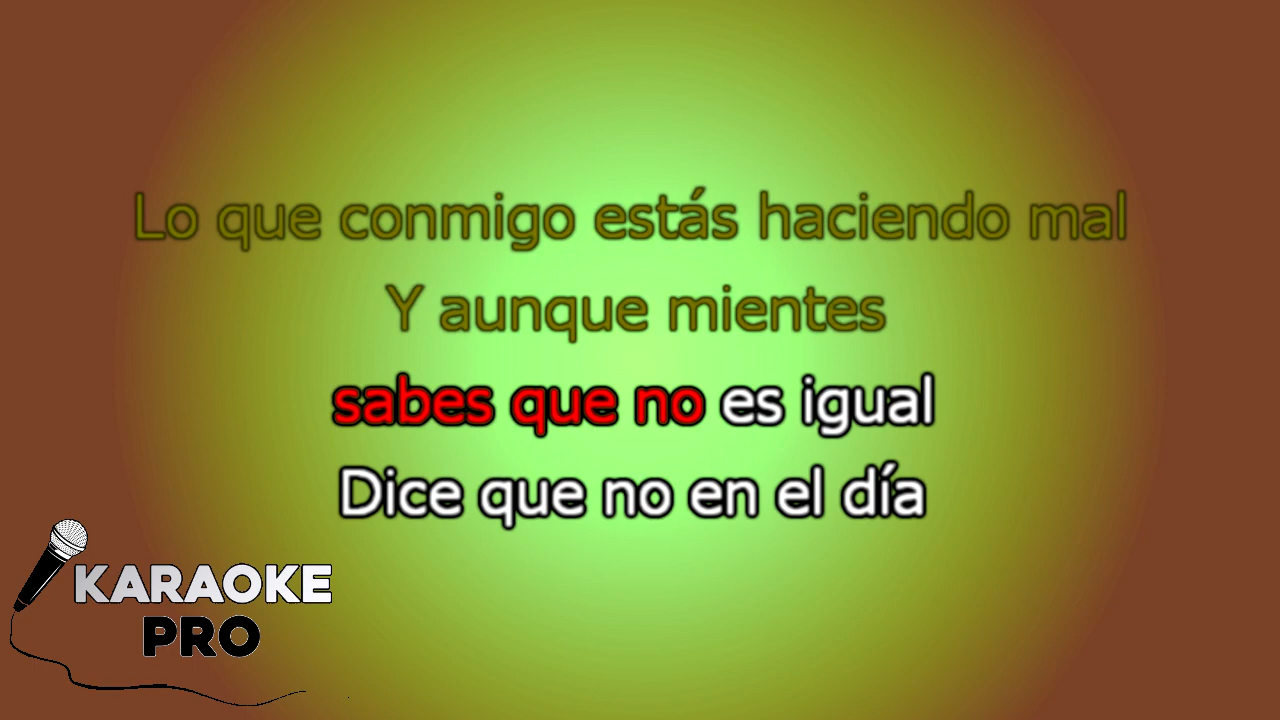 Lo que conmigo estás haciendo mal
Y aunque mientes
sabes que no es igual
Dice que no en el día
KARAOKE
PRO